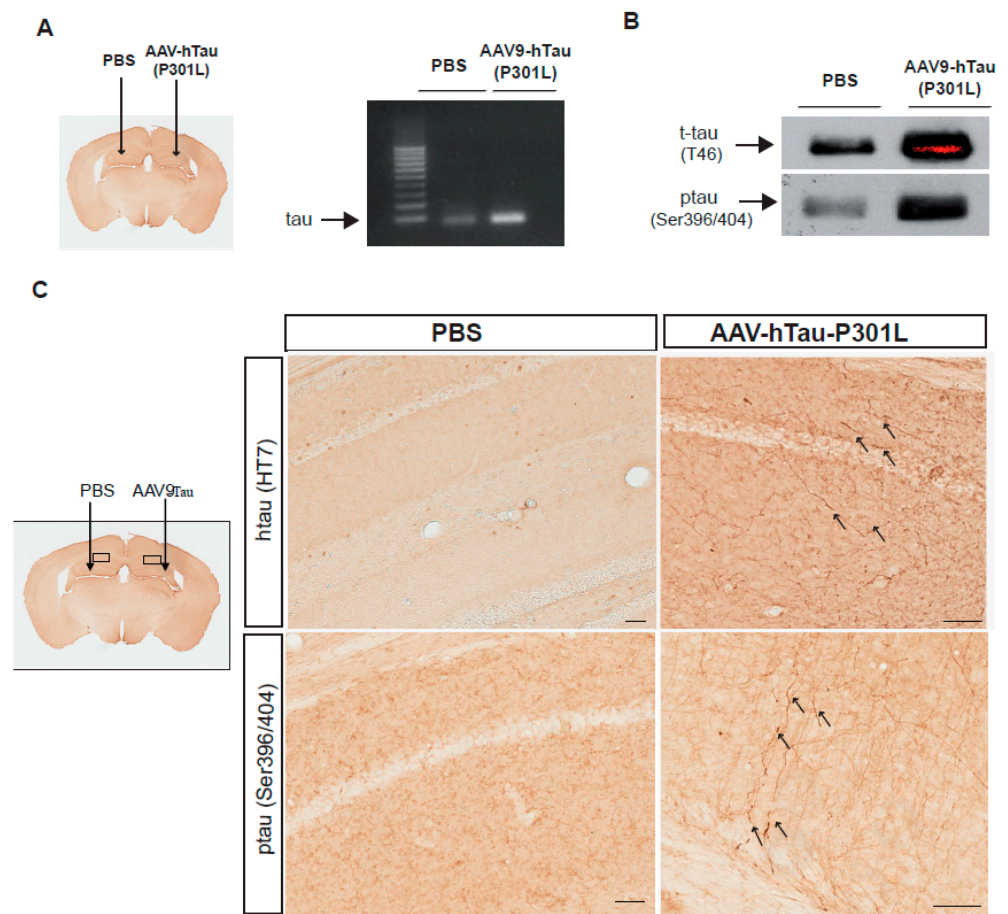 A
PBS
AAV-hTau
(P301L)
PBS
AAV9-hTau
(P301L)
tau
B
PBS
AAV9-hTau
(P301L)
t-tau
(T46)
ptau
(Ser396/404)
C
PBS
AAV-hTau-P301L
PBS
AAV9Tau
htau (HT7)
ptau (Ser396/404)